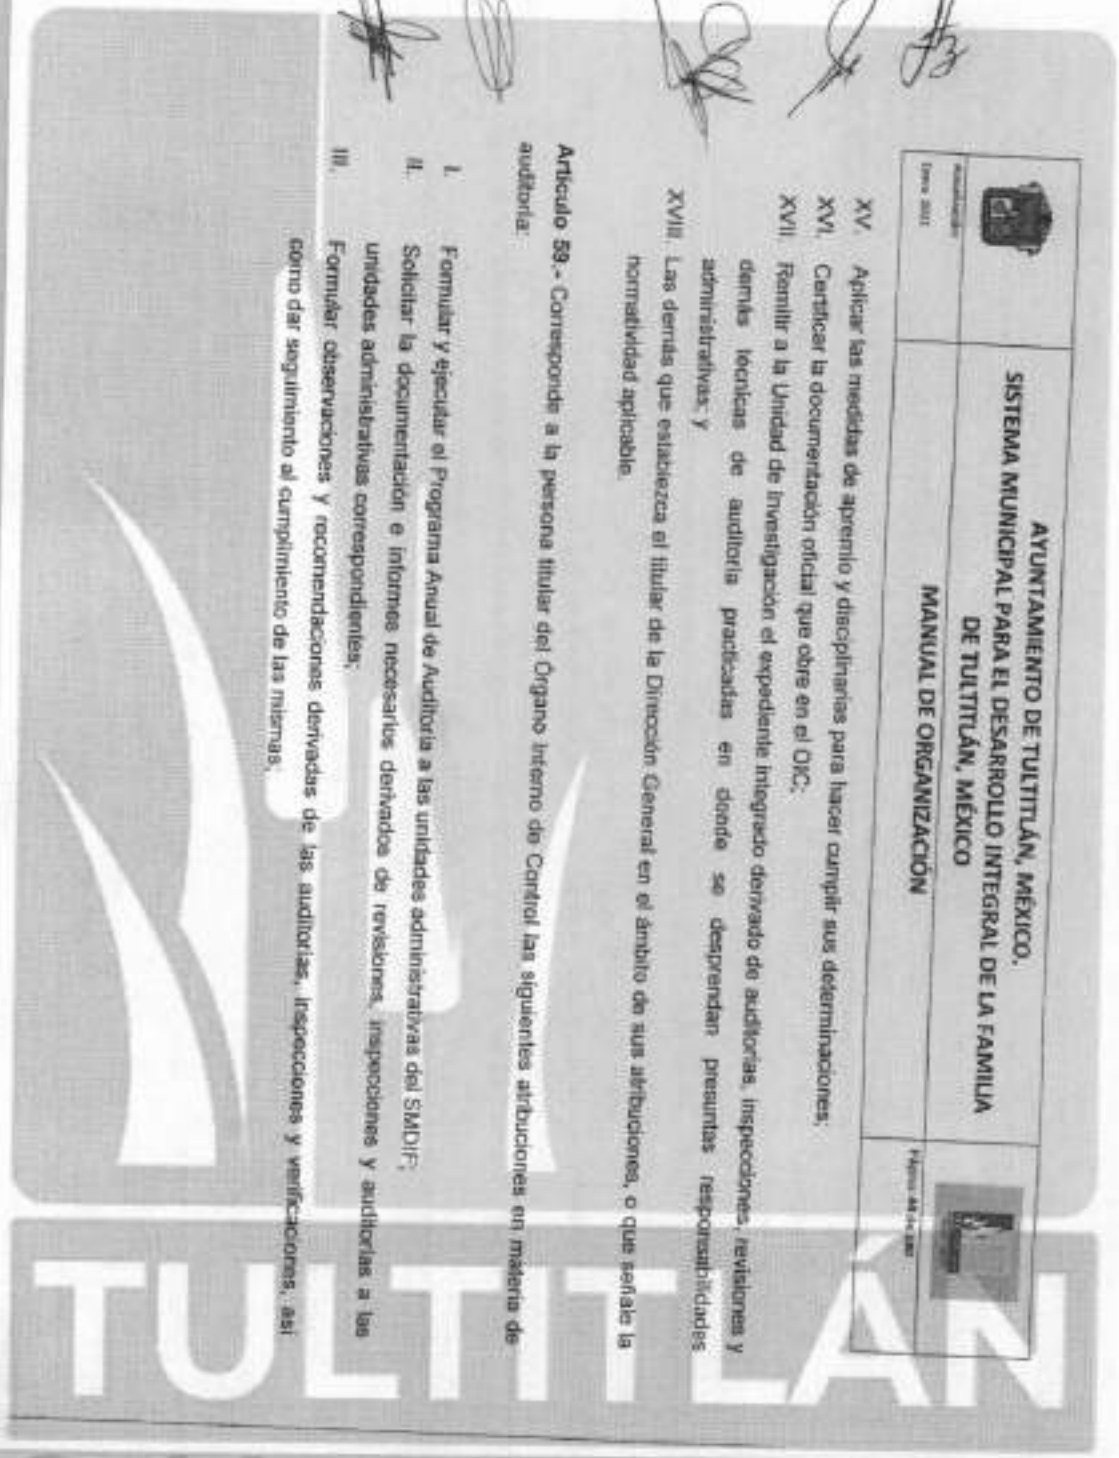 AYUNTAMIENTO DE TULTITLÁN, MÉXICO.
SISTEMA MUNICIPAL PARA EL DESARROLLO INTEGRAL DE LA FAMILIA
DE TULTITLÁN, MÉXICO
MANUAL DE ORGANIZACIÓN
Actualización
Enero
Página 44 de
XV. Aplicar las medidas de apremio y disciplinarias para hacer cumplir sus determinaciones;
XVI. Certificar la documentación oficial que obre en el OIC;
XVII. Remitir a la Unidad de investigación el expediente integrado derivado de auditorías, inspecciones, revisiones y
demás técnicas de auditoría practicadas en donde se desprendan presuntas responsabilidades
administrativas; y
XVIII. Las demás que establezca el titular de la Dirección General en el ámbito de sus atribuciones, o que señale la
normatividad aplicable.
Artículo 59.- Corresponde a la persona titular del Órgano Interno de Control las siguientes atribuciones en materia de
auditoría:
I. Formular y ejecutar el Programa Anual de Auditoría a las unidades administrativas del SMDIF;
II. Solicitar la documentación e informes necesarios derivados de revisiones, inspecciones y auditorías a las
unidades administrativas correspondientes;
III. Formular observaciones y recomendaciones derivadas de las auditorías, inspecciones y verificaciones, así
como dar seguimiento al cumplimiento de las mismas;
TULTITLÁN